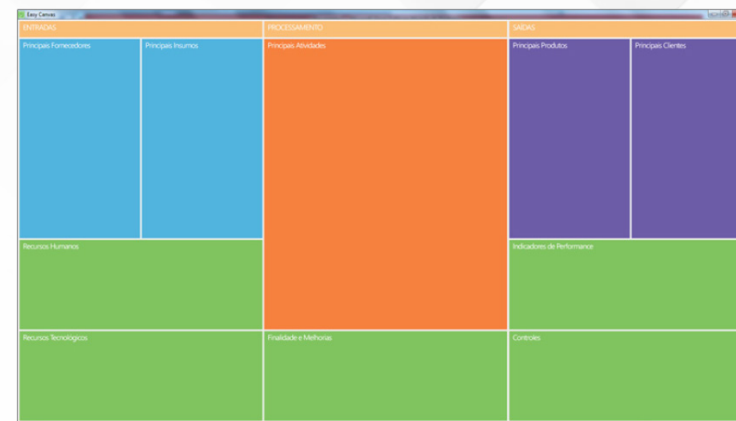 Easy Canvas
ENTRADAS
PROCESSAMENTO
SAÍDAS
Principais Fornecedores
Principais Insumos
Principais Atividades
Principais Produtos
Principais Clientes
Recursos Humanos
Indicadores de Performance
Recursos Tecnológicos
Finalidade e Melhorias
Controles